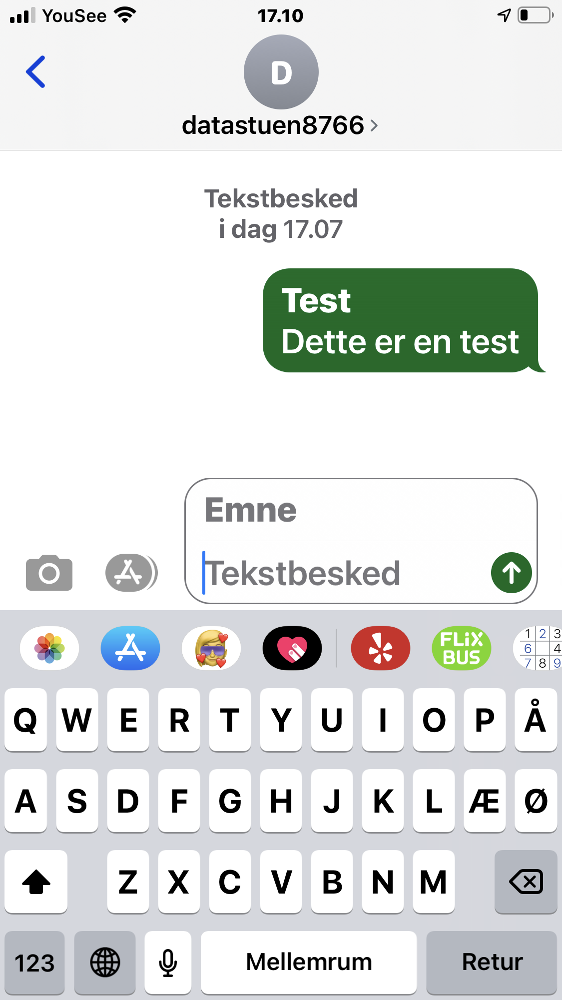 YouSee 17.10
D
datastuen8766
Tekstbesked
i dag 17.07
Test
Dette er en test
Emne
Tekstbesked
FLiX
BUS
1 2 3
6 4
7 8 9
Q W E R T Y U I O P Å
A S D F G H J K L Æ Ø
Z X C V B N M
123 Mellemrum Retur